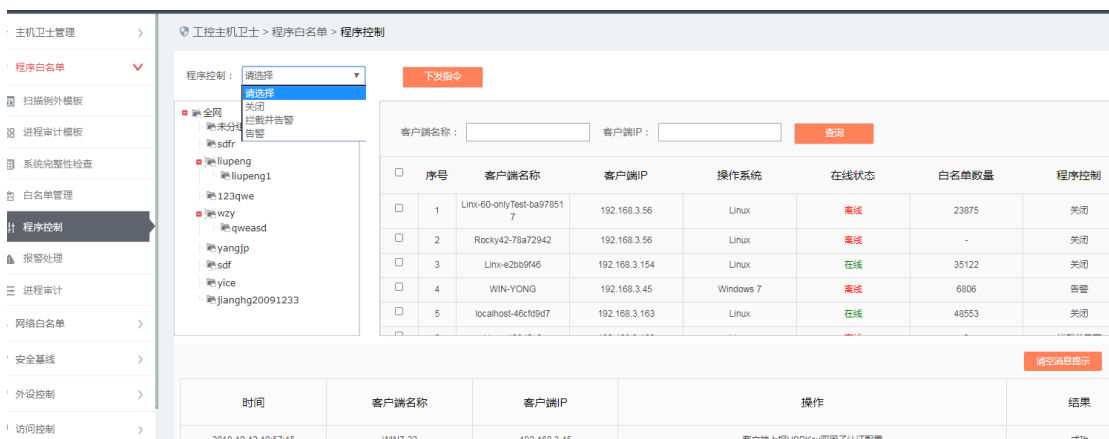 主机卫士管理
程序白名单
扫描例外模板
进程审计模板
系统完整性检查
白名单管理
程序控制
报警处理
进程审计
网络白名单
安全基线
外设控制
访问控制
工控主机卫士 > 程序白名单 > 程序控制
程序控制： 请选择 下发指令
请选择
关闭
拦截并告警
告警
全网
未分组
sdfr
liupeng
liupeng1
123qwe
wzy
qweasd
yangjp
sdf
yice
jianghg20091233
客户端名称： 客户端IP： 查询
序号 客户端名称 客户端IP 操作系统 在线状态 白名单数量 程序控制
1 Linx-60-onlyTest-ba978517 192.168.3.56 Linux 离线 23875 关闭
2 Rocky42-78a72942 192.168.3.56 Linux 离线 - 关闭
3 Linx-e2bb9f46 192.168.3.154 Linux 在线 35122 关闭
4 WIN-YONG 192.168.3.45 Windows 7 离线 6806 告警
5 localhost-46cfd9d7 192.168.3.163 Linux 在线 48553 关闭
清空消息提示
时间 客户端名称 客户端IP 操作 结果